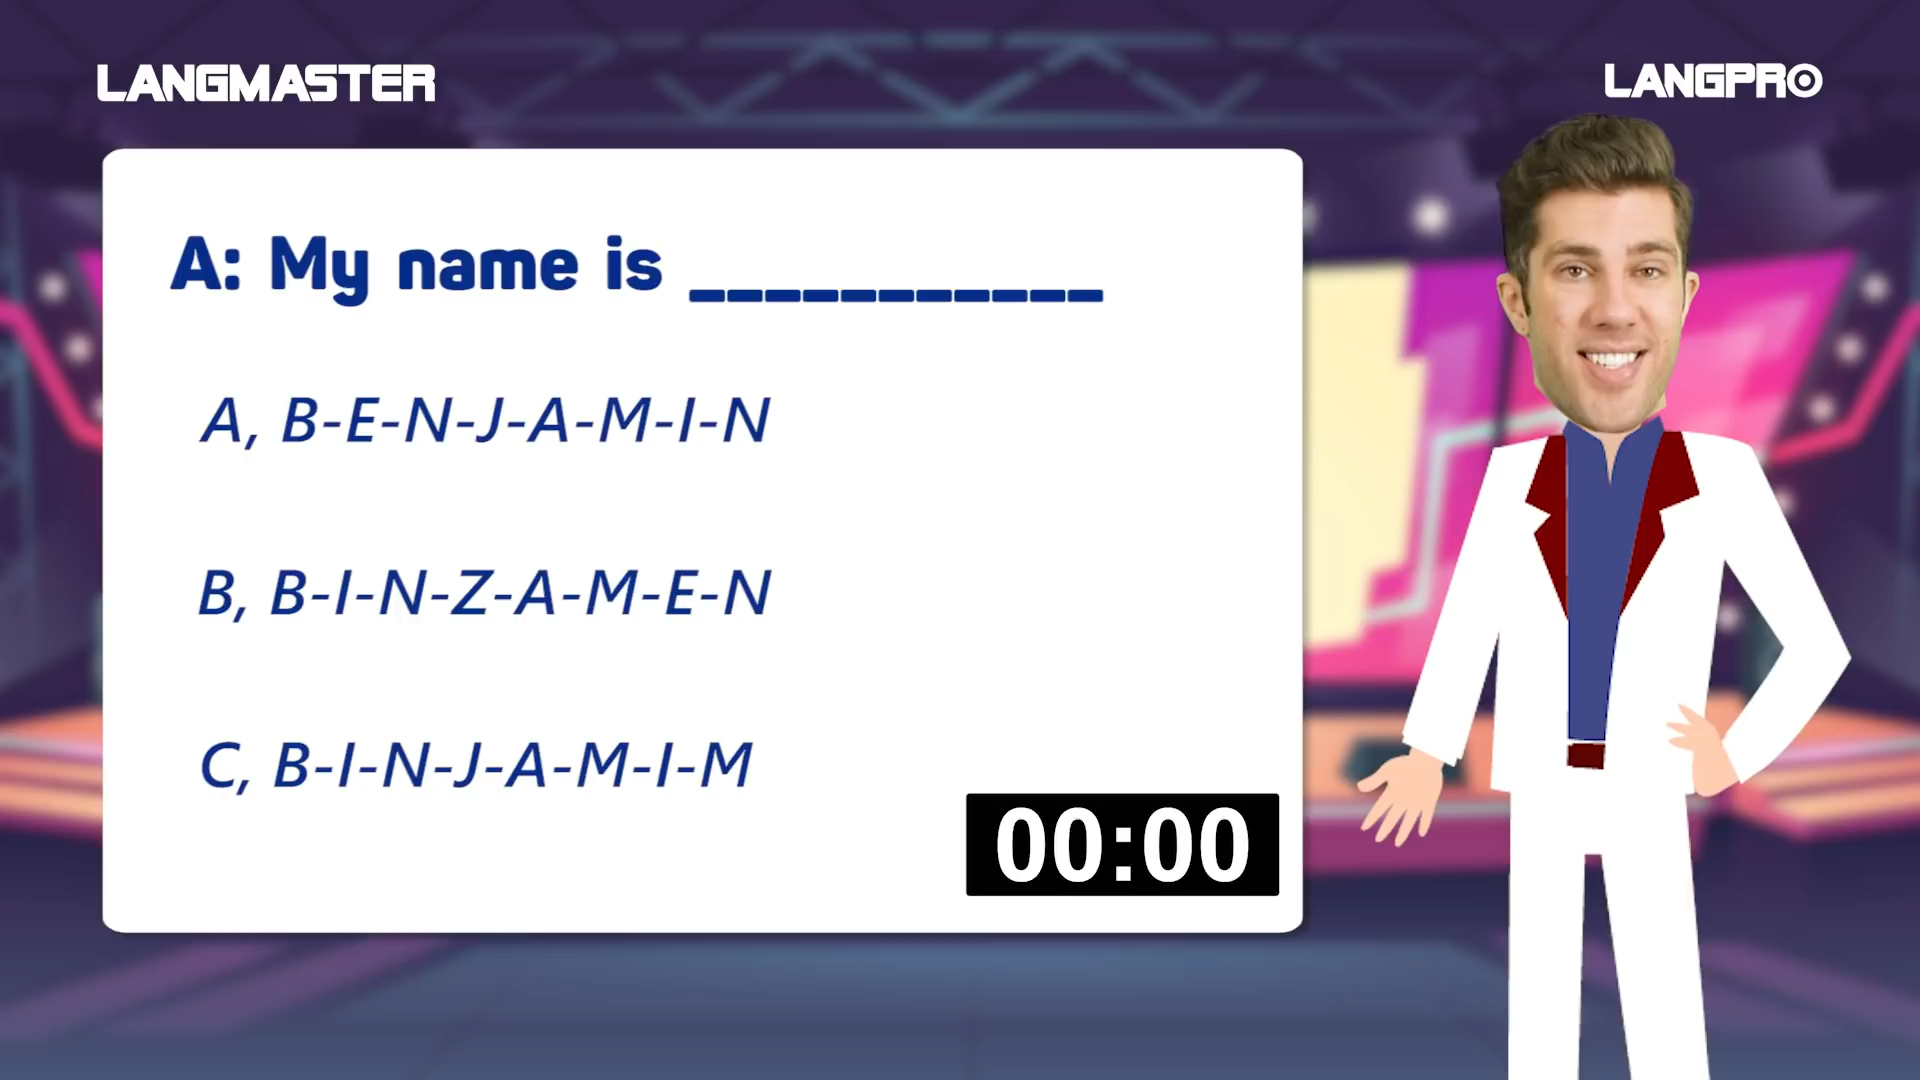 LANGMASTER
LANGPRO
A: My name is ___________
A, B-E-N-J-A-M-I-N
B, B-I-N-Z-A-M-E-N
C, B-I-N-J-A-M-I-M
00:00